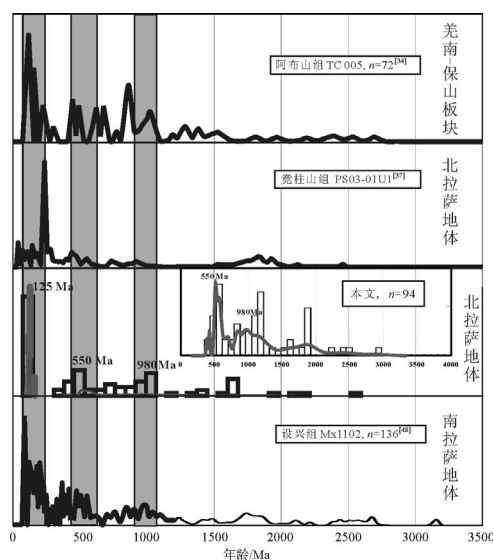 阿布山组 TC 005, n=72[34]
羌南-保山板块
竞柱山组 PS03-01U1[37]
北拉萨地体
125 Ma
550 Ma
980Ma
550 Ma
980Ma
本文, n=94
0 500 1000 1500 2000 2500 3000 3500 4000
北拉萨地体
设兴组 Mx1102, n=136[48]
南拉萨地体
0 500 1000 1500 2000 2500 3000 3500
年龄/Ma